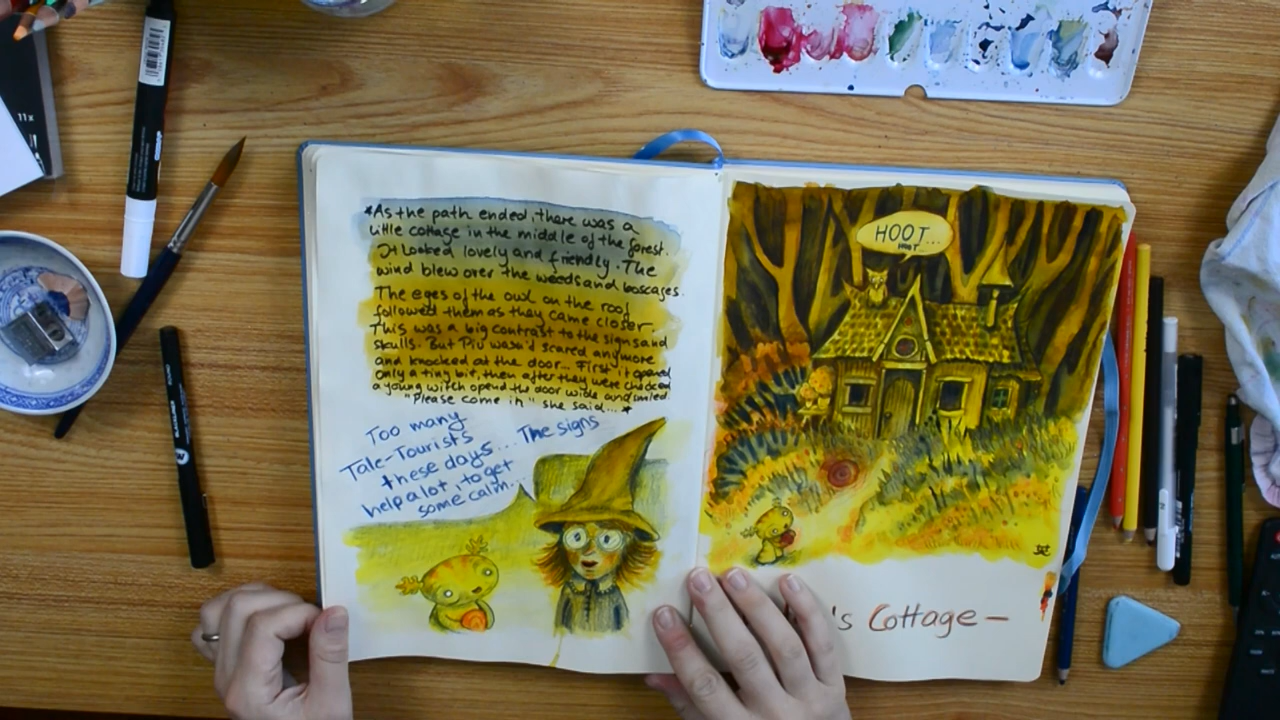 *As the path ended, there was a
little cottage in the middle of the forest.
It looked lovely and friendly. The
wind blew over the weeds and boscages.
The eyes of the owl on the roof
followed them as they came closer
This was a big contrast to the signs and
skulls. But Piu wasn'd scared anymore
and knocked at the door... First it opened
only a tiny bit, then after they were checked
a young witch opend the door wide and smiled.
"Please come in" she said...*
Too many
Tale-Tourists
these days... The signs
help a lot, to get
some calm...
HOOT...
HOOT
's Cottage —
11x